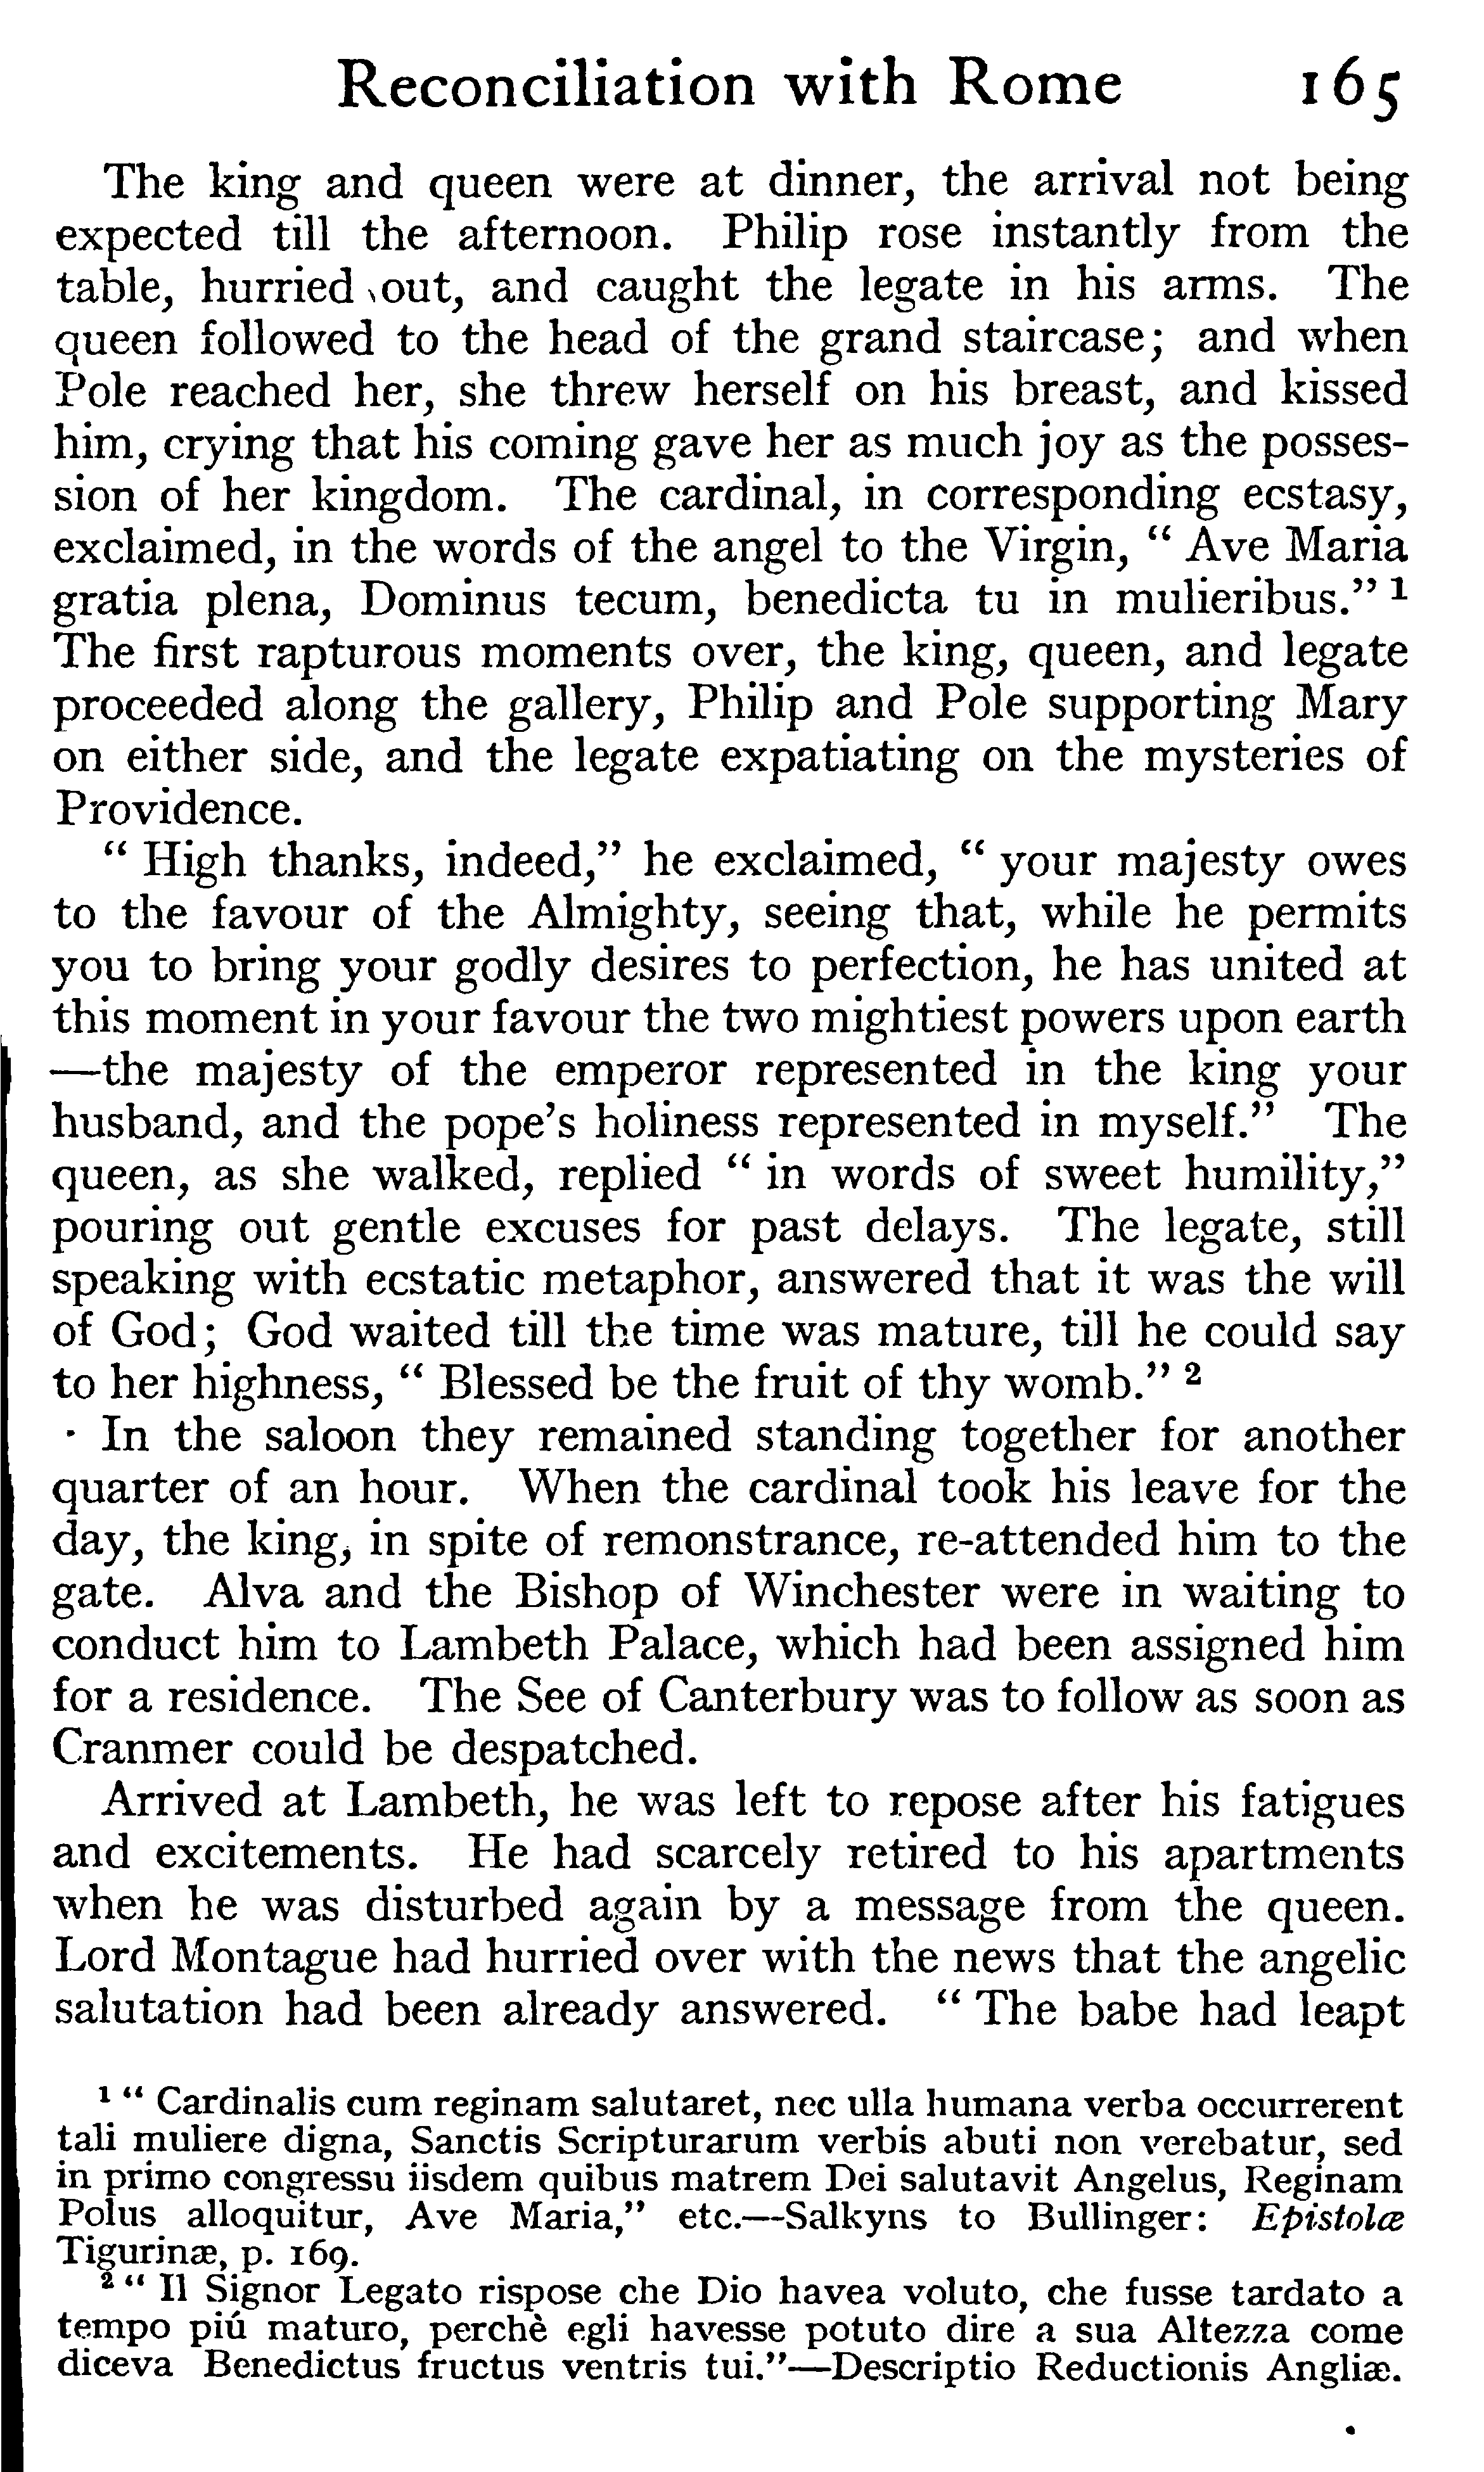 Reconciliation with Rome 165
The king and queen were at dinner, the arrival not being
expected till the afternoon. Philip rose instantly from the
table, hurried out, and caught the legate in his arms. The
queen followed to the head of the grand staircase; and when
Pole reached her, she threw herself on his breast, and kissed
him, crying that his coming gave her as much joy as the posses-
sion of her kingdom. The cardinal, in corresponding ecstasy,
exclaimed, in the words of the angel to the Virgin, “ Ave Maria
gratia plena, Dominus tecum, benedicta tu in mulieribus.” ¹
The first rapturous moments over, the king, queen, and legate
proceeded along the gallery, Philip and Pole supporting Mary
on either side, and the legate expatiating on the mysteries of
Providence.
“ High thanks, indeed,” he exclaimed, “ your majesty owes
to the favour of the Almighty, seeing that, while he permits
you to bring your godly desires to perfection, he has united at
this moment in your favour the two mightiest powers upon earth
—the majesty of the emperor represented in the king your
husband, and the pope’s holiness represented in myself.” The
queen, as she walked, replied “ in words of sweet humility,”
pouring out gentle excuses for past delays. The legate, still
speaking with ecstatic metaphor, answered that it was the will
of God; God waited till the time was mature, till he could say
to her highness, “ Blessed be the fruit of thy womb.” ²
In the saloon they remained standing together for another
quarter of an hour. When the cardinal took his leave for the
day, the king, in spite of remonstrance, re-attended him to the
gate. Alva and the Bishop of Winchester were in waiting to
conduct him to Lambeth Palace, which had been assigned him
for a residence. The See of Canterbury was to follow as soon as
Cranmer could be despatched.
Arrived at Lambeth, he was left to repose after his fatigues
and excitements. He had scarcely retired to his apartments
when he was disturbed again by a message from the queen.
Lord Montague had hurried over with the news that the angelic
salutation had been already answered. “ The babe had leapt
¹ “ Cardinalis cum reginam salutaret, nec ulla humana verba occurrerent
tali muliere digna, Sanctis Scripturarum verbis abuti non verebatur, sed
in primo congressu iisdem quibus matrem Dei salutavit Angelus, Reginam
Polus alloquitur, Ave Maria,” etc.—Salkyns to Bullinger: Epistolæ
Tigurinæ, p. 169.
² “ Il Signor Legato rispose che Dio havea voluto, che fusse tardato a
tempo piú maturo, perchè egli havesse potuto dire a sua Altezza come
diceva Benedictus fructus ventris tui.”—Descriptio Reductionis Angliæ.